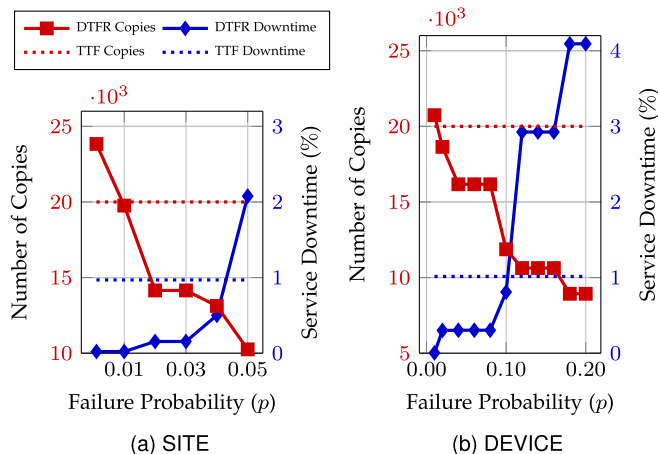 DTFR Copies DTFR Downtime
TTF Copies TTF Downtime
·10³
25
20
15
10
3
2
1
0
0.01 0.03 0.05
Number of Copies
Service Downtime (%)
Failure Probability (p)
(a) SITE
·10³
25
20
15
10
5
4
3
2
1
0
0.00 0.10 0.20
Number of Copies
Service Downtime (%)
Failure Probability (p)
(b) DEVICE